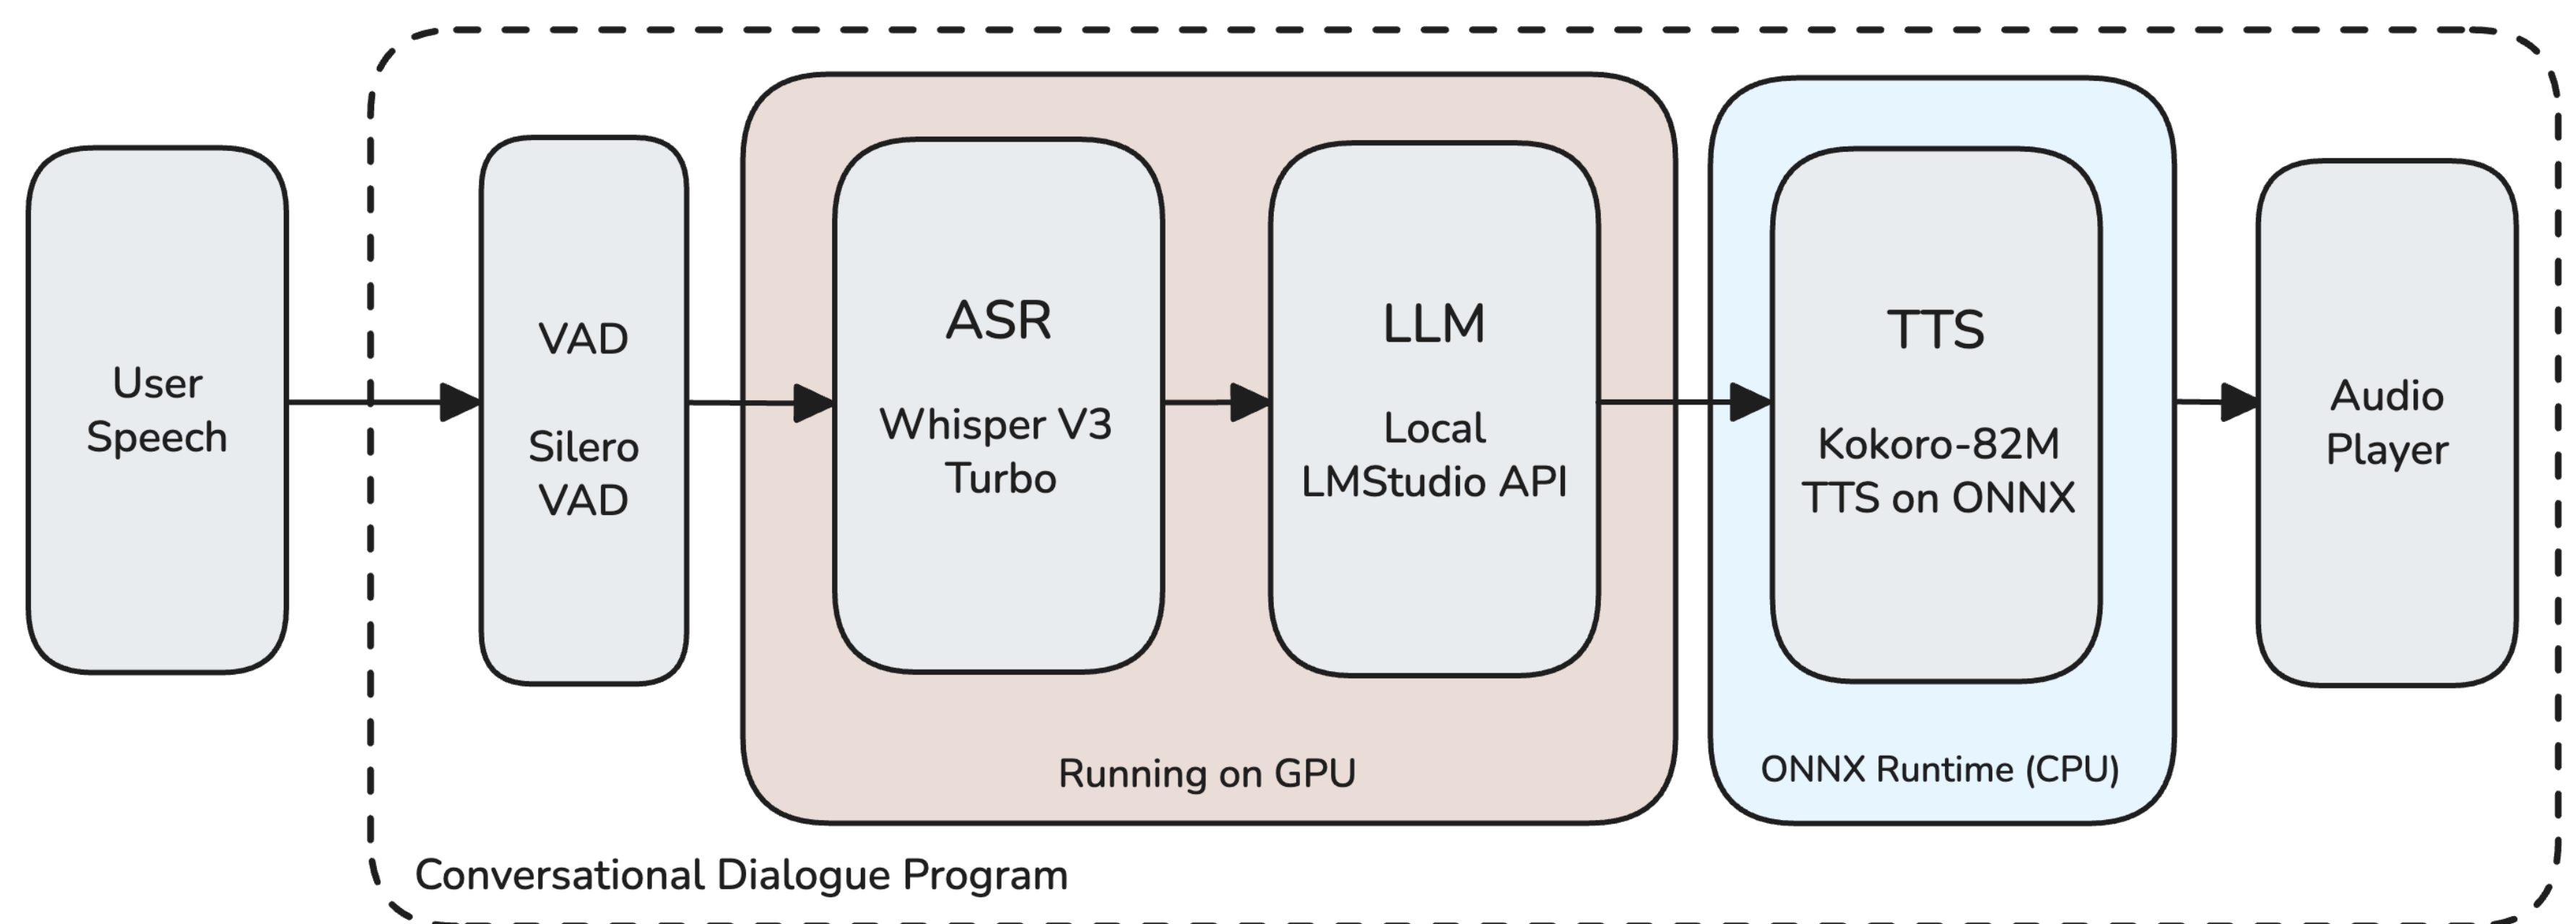 User
Speech
VAD
Silero
VAD
ASR
Whisper V3
Turbo
LLM
Local
LMStudio API
Running on GPU
TTS
Kokoro-82M
TTS on ONNX
ONNX Runtime (CPU)
Audio
Player
Conversational Dialogue Program